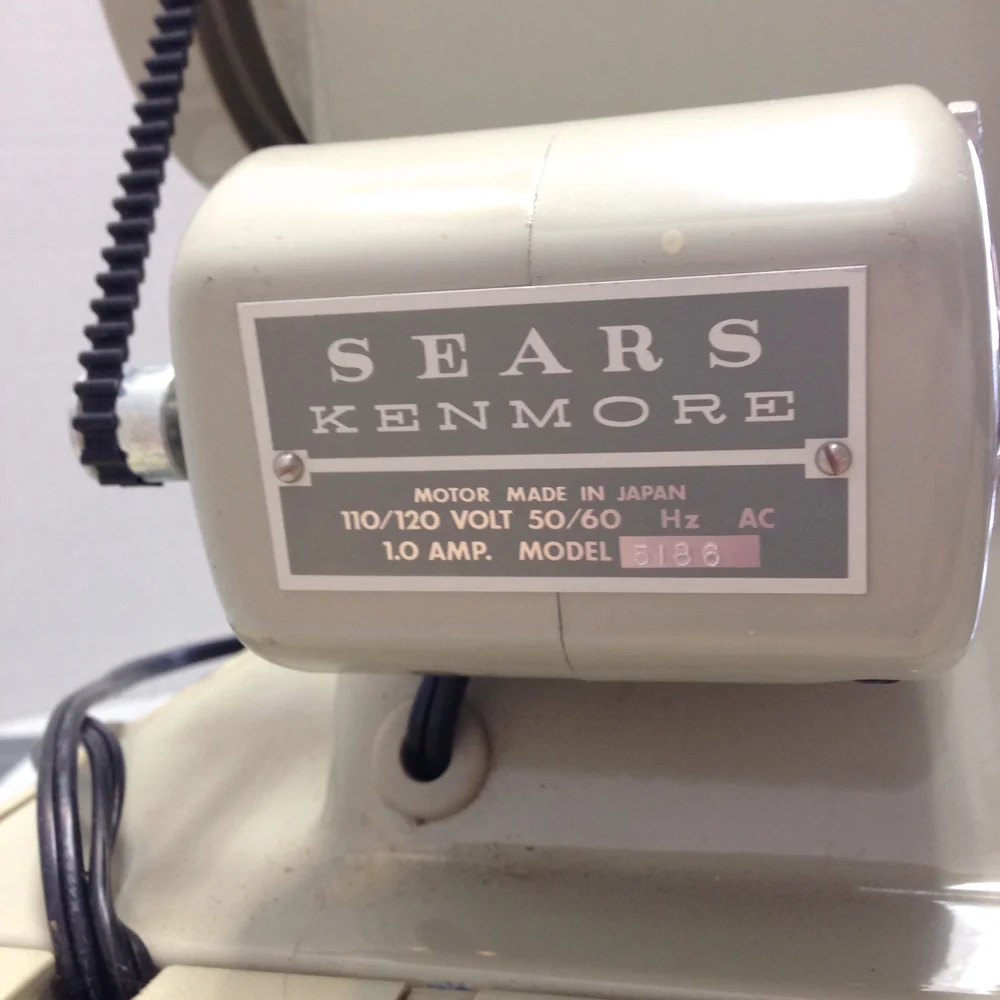 SEARS
KENMORE
MOTOR MADE IN JAPAN
110/120 VOLT 50/60 Hz AC
1.0 AMP. MODEL 5186